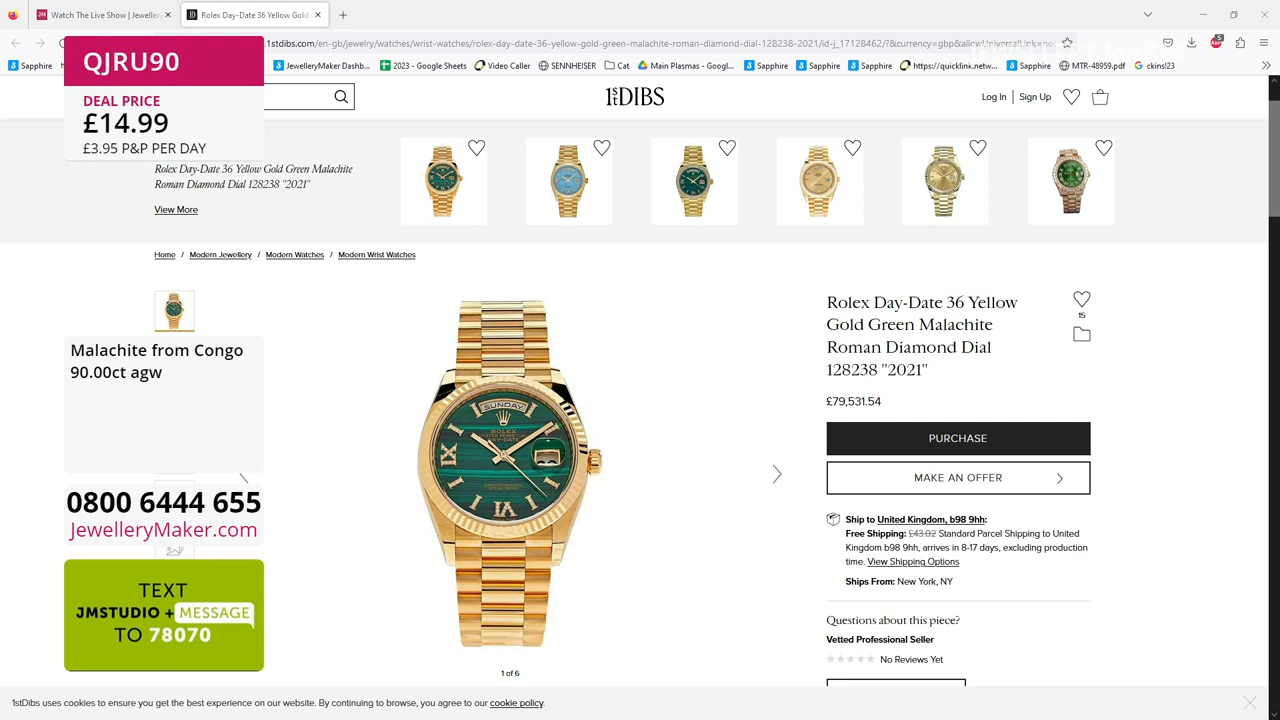 Watch The Live Show | Jewellery
Rolex Day-Date 36 Yellow Gold
1stdibs.com/en-gb/jewelry/watches/wrist-watches/rolex-day-date-36-yellow-gold-green-malachite-roman-diamond-dial-128238-2021/id-j_17128462/?currency=gbp&allUniversal
Sapphire
JewelleryMaker Dashb...
2023 - Google Sheets
Video Caller
SENNHEISER
Cat
Main Plasmas - Googl...
Sapphire
Sapphire
Sapphire
https://quicklink.netw...
Sapphire
MTR-48959.pdf
ckins!23
QJRU90
DEAL PRICE
£14.99
£3.95 P&P PER DAY
1STDIBS
Log In
Sign Up
Rolex Day-Date 36 Yellow Gold Green Malachite
Roman Diamond Dial 128238 "2021"
View More
Home / Modern Jewellery / Modern Watches / Modern Wrist Watches
Malachite from Congo
90.00ct agw
0800 6444 655
JewelleryMaker.com
TEXT
JMSTUDIO + MESSAGE
TO 78070
SUNDAY
ROLEX
OYSTER PERPETUAL
DAY-DATE
1 of 6
Rolex Day-Date 36 Yellow
Gold Green Malachite
Roman Diamond Dial
128238 "2021"
15
£79,531.54
PURCHASE
MAKE AN OFFER
Ship to United Kingdom, b98 9hh:
Free Shipping: £43.02 Standard Parcel Shipping to United
Kingdom b98 9hh, arrives in 8-17 days, excluding production
time. View Shipping Options
Ships From: New York, NY
Questions about this piece?
Vetted Professional Seller
No Reviews Yet
1stDibs uses cookies to ensure you get the best experience on our website. By continuing to browse, you agree to our cookie policy.